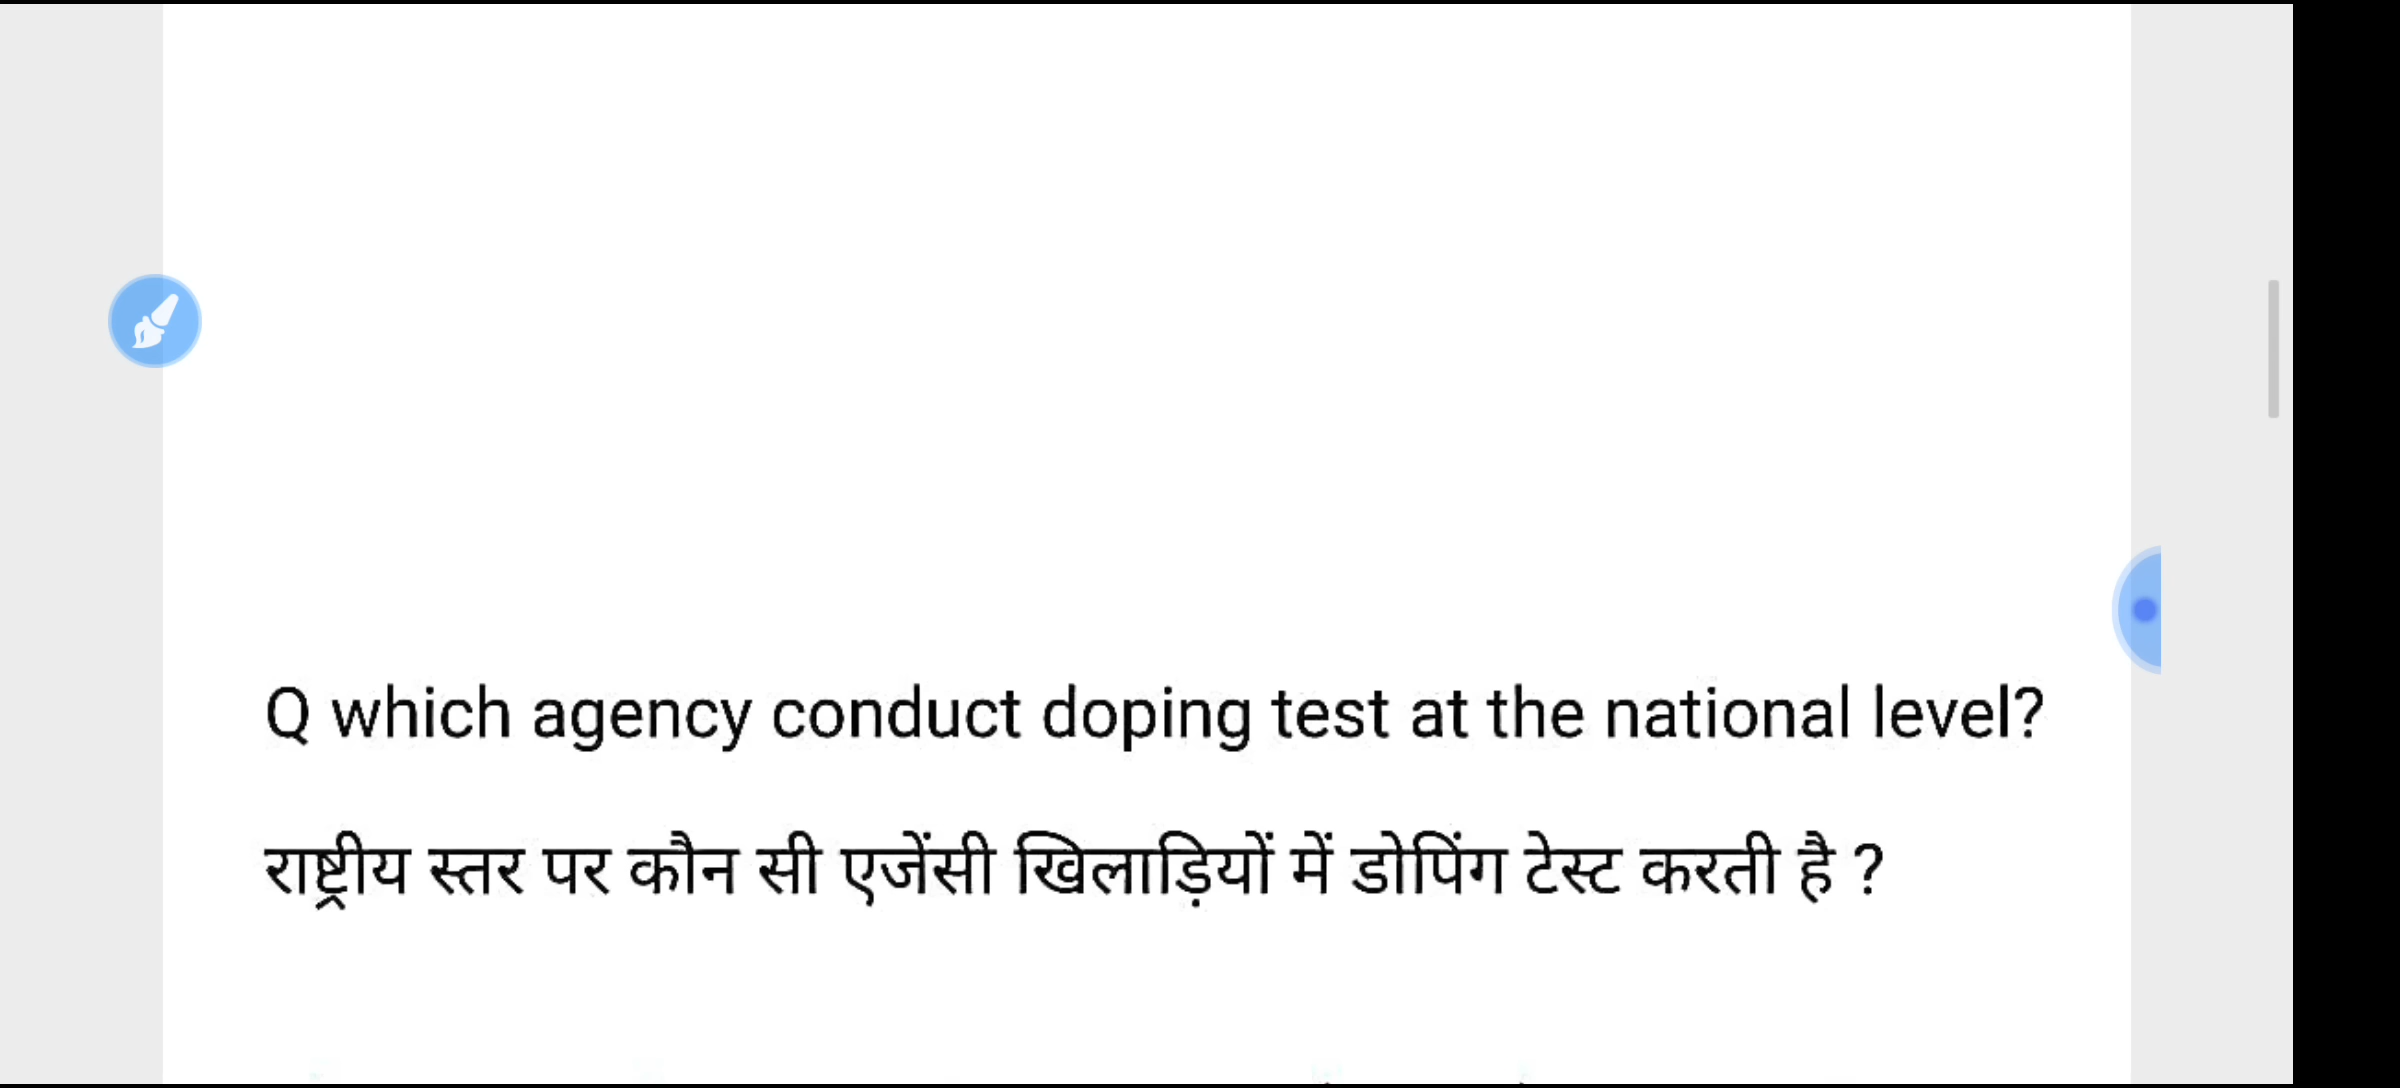 Q which agency conduct doping test at the national level?
राष्ट्रीय स्तर पर कौन सी एजेंसी खिलाड़ियों में डोपिंग टेस्ट करती है ?